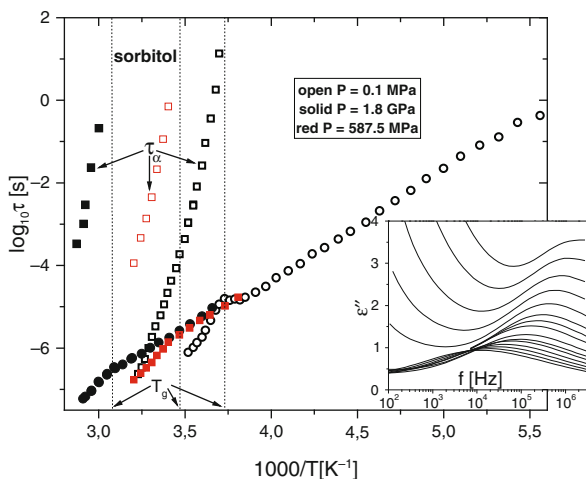 sorbitol
open P = 0.1 MPa
solid P = 1.8 GPa
red P = 587.5 MPa
τα
Tg
log₁₀τ [s]
2
0
−2
−4
−6
3,0 3,5 4,0 4,5 5,0 5,5
1000/T[K⁻¹]
ε′′
4
3
2
1
0
10² 10³ 10⁴ 10⁵ 10⁶
f [Hz]